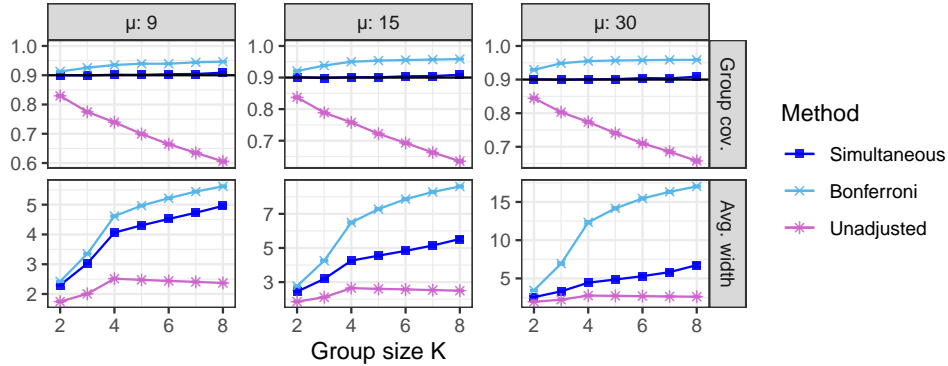 μ: 9
μ: 15
μ: 30
1.0
0.9
0.8
0.7
0.6
1.0
0.9
0.8
0.7
1.0
0.9
0.8
0.7
Group cov.
5
4
3
2
7
5
3
15
10
5
Avg. width
2 4 6 8
2 4 6 8
2 4 6 8
Group size K
Method
Simultaneous
Bonferroni
Unadjusted